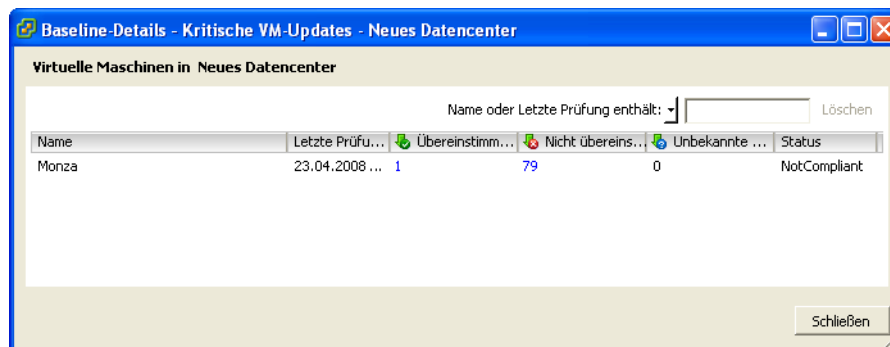 Baseline-Details - Kritische VM-Updates - Neues Datencenter
Virtuelle Maschinen in Neues Datencenter
Name oder Letzte Prüfung enthält: Löschen
Name Letzte Prüfu... Übereinstimm... Nicht übereins... Unbekannte ... Status
Monza 23.04.2008 ... 1 79 0 NotCompliant
Schließen